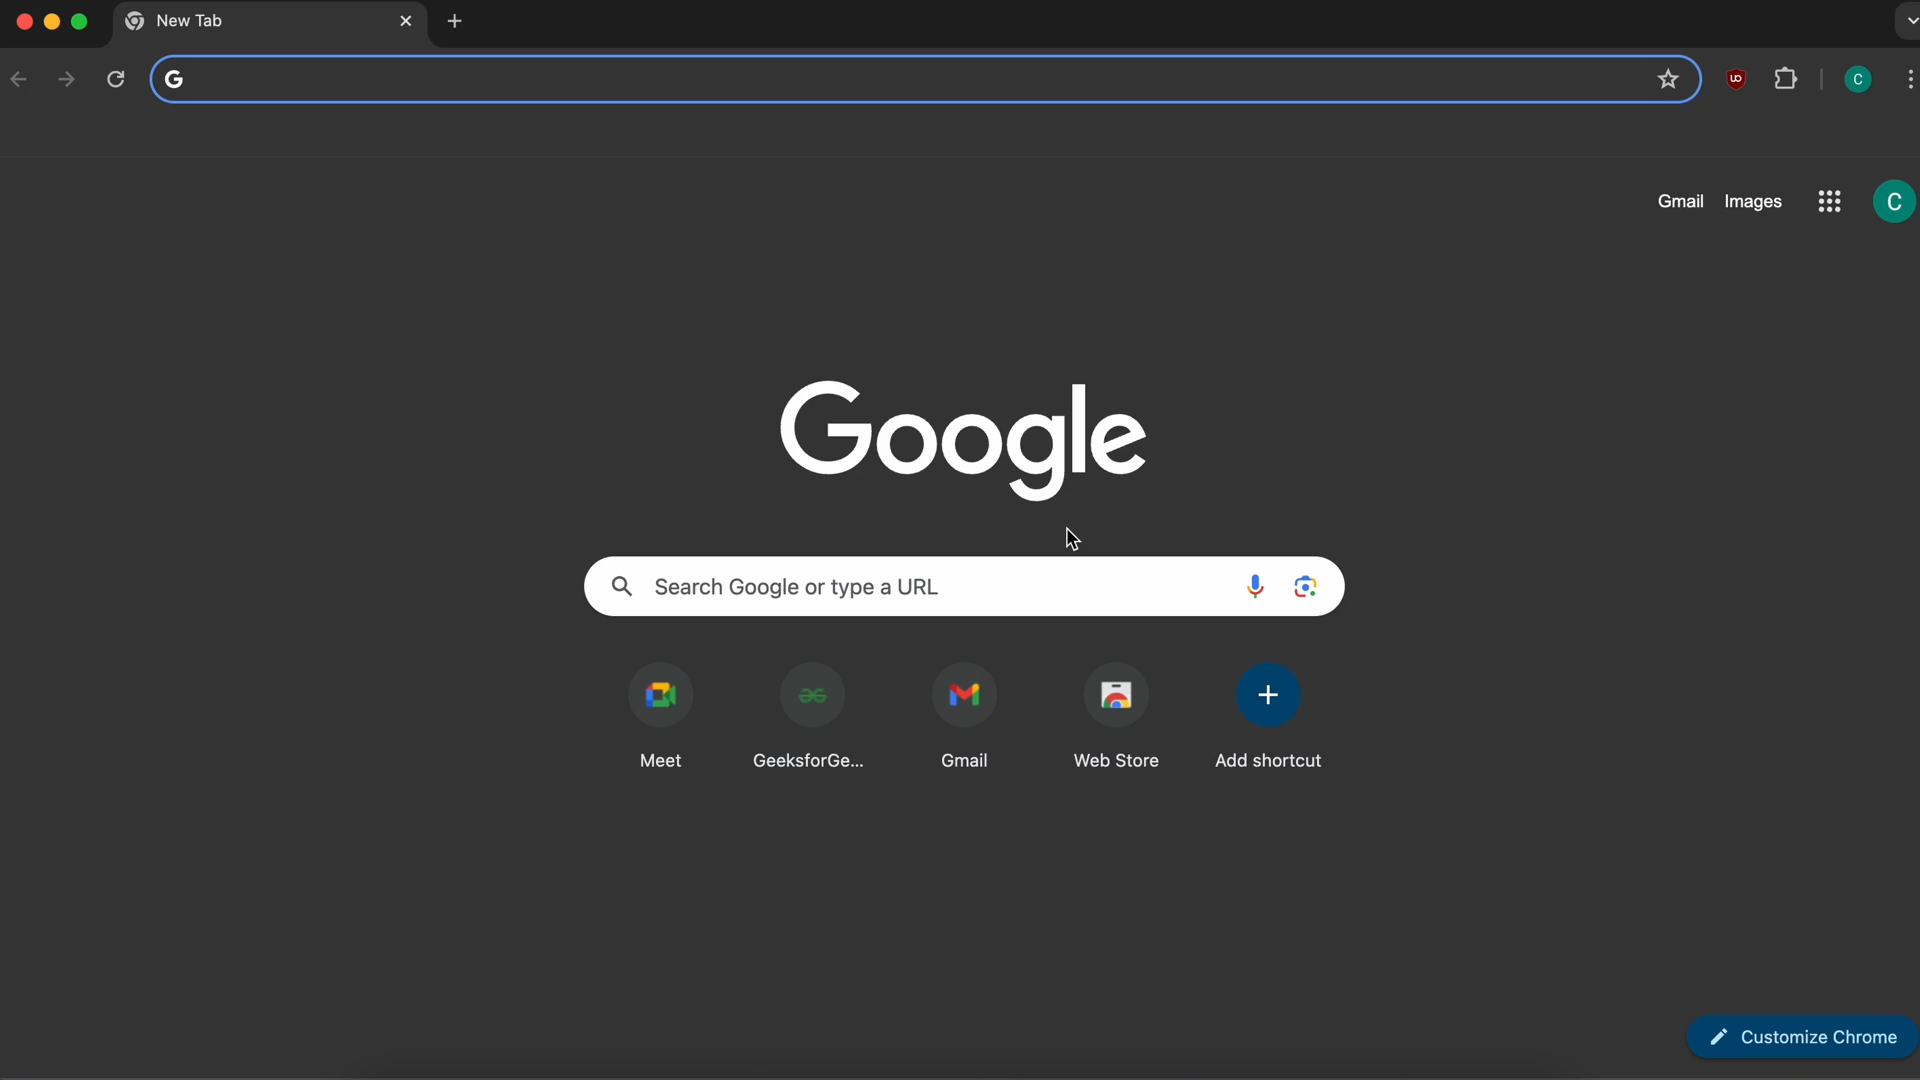 New Tab
G
UO
C
Gmail Images
C
Google
Search Google or type a URL
Meet GeeksforGe... Gmail Web Store Add shortcut
Customize Chrome